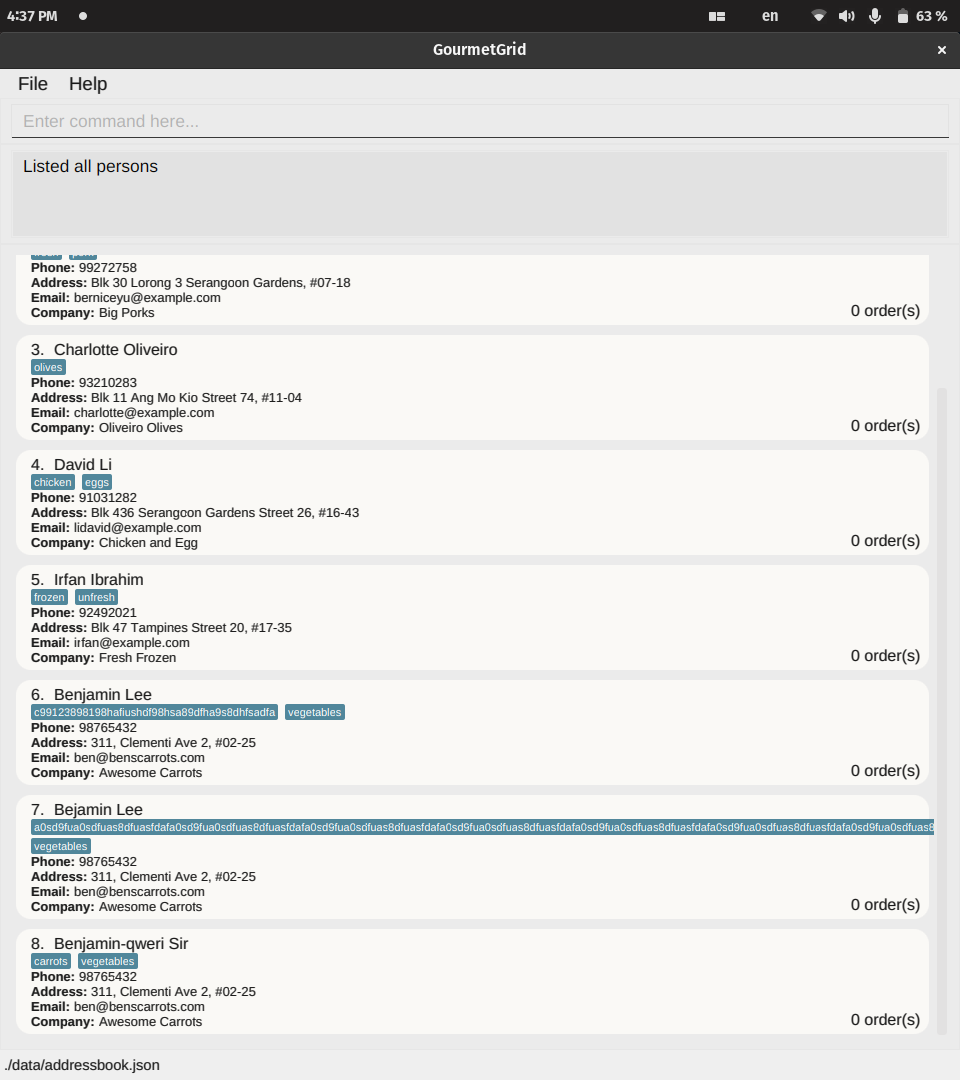 4:37 PM
en
63 %
GourmetGrid
×
File Help
Enter command here...
Listed all persons
Phone: 99272758
Address: Blk 30 Lorong 3 Serangoon Gardens, #07-18
Email: berniceyu@example.com
Company: Big Porks
0 order(s)
3. Charlotte Oliveiro
olives
Phone: 93210283
Address: Blk 11 Ang Mo Kio Street 74, #11-04
Email: charlotte@example.com
Company: Oliveiro Olives
0 order(s)
4. David Li
chicken eggs
Phone: 91031282
Address: Blk 436 Serangoon Gardens Street 26, #16-43
Email: lidavid@example.com
Company: Chicken and Egg
0 order(s)
5. Irfan Ibrahim
frozen unfresh
Phone: 92492021
Address: Blk 47 Tampines Street 20, #17-35
Email: irfan@example.com
Company: Fresh Frozen
0 order(s)
6. Benjamin Lee
c99123898198hafiushdf98hsa89dfha9s8dhfsadfa vegetables
Phone: 98765432
Address: 311, Clementi Ave 2, #02-25
Email: ben@benscarrots.com
Company: Awesome Carrots
0 order(s)
7. Bejamin Lee
a0sd9fua0sdfuas8dfuasfdafa0sd9fua0sdfuas8dfuasfdafa0sd9fua0sdfuas8dfuasfdafa0sd9fua0sdfuas8dfuasfdafa0sd9fua0sdfuas8dfuasfdafa0sd9fua0sdfuas8dfuasfdafa0sd9fua0sdfuas8
vegetables
Phone: 98765432
Address: 311, Clementi Ave 2, #02-25
Email: ben@benscarrots.com
Company: Awesome Carrots
0 order(s)
8. Benjamin-qweri Sir
carrots vegetables
Phone: 98765432
Address: 311, Clementi Ave 2, #02-25
Email: ben@benscarrots.com
Company: Awesome Carrots
0 order(s)
./data/addressbook.json